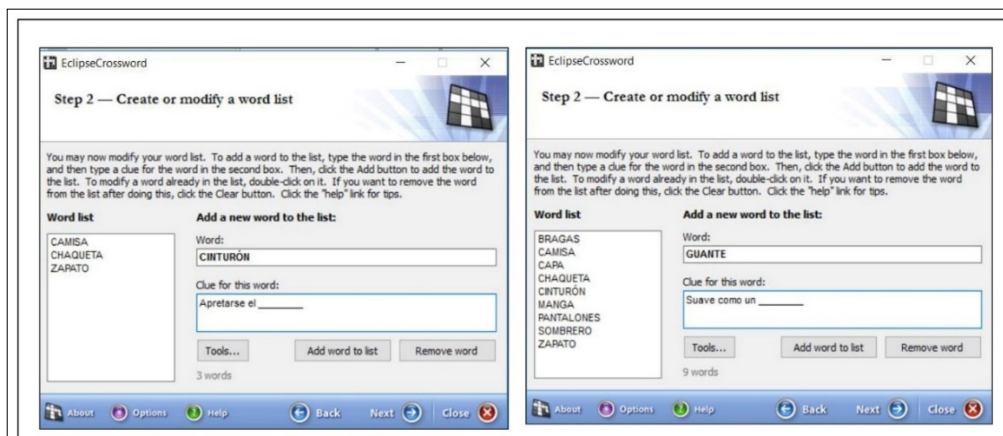 EclipseCrossword
Step 2 — Create or modify a word list
You may now modify your word list. To add a word to the list, type the word in the first box below,
and then type a clue for the word in the second box. Then, click the Add button to add the word to
the list. To modify a word already in the list, double-click on it. If you want to remove the word
from the list after doing this, click the Clear button. Click the "help" link for tips.
Word list
CAMISA
CHAQUETA
ZAPATO
Add a new word to the list:
Word:
CINTURÓN
Clue for this word:
Apretarse el ________
Tools...
Add word to list
Remove word
3 words
About
Options
Help
Back
Next
Close
EclipseCrossword
Step 2 — Create or modify a word list
You may now modify your word list. To add a word to the list, type the word in the first box below,
and then type a clue for the word in the second box. Then, click the Add button to add the word to
the list. To modify a word already in the list, double-click on it. If you want to remove the word
from the list after doing this, click the Clear button. Click the "help" link for tips.
Word list
BRAGAS
CAMISA
CAPA
CHAQUETA
CINTURÓN
MANGA
PANTALONES
SOMBRERO
ZAPATO
Add a new word to the list:
Word:
GUANTE
Clue for this word:
Suave como un ________
Tools...
Add word to list
Remove word
9 words
About
Options
Help
Back
Next
Close